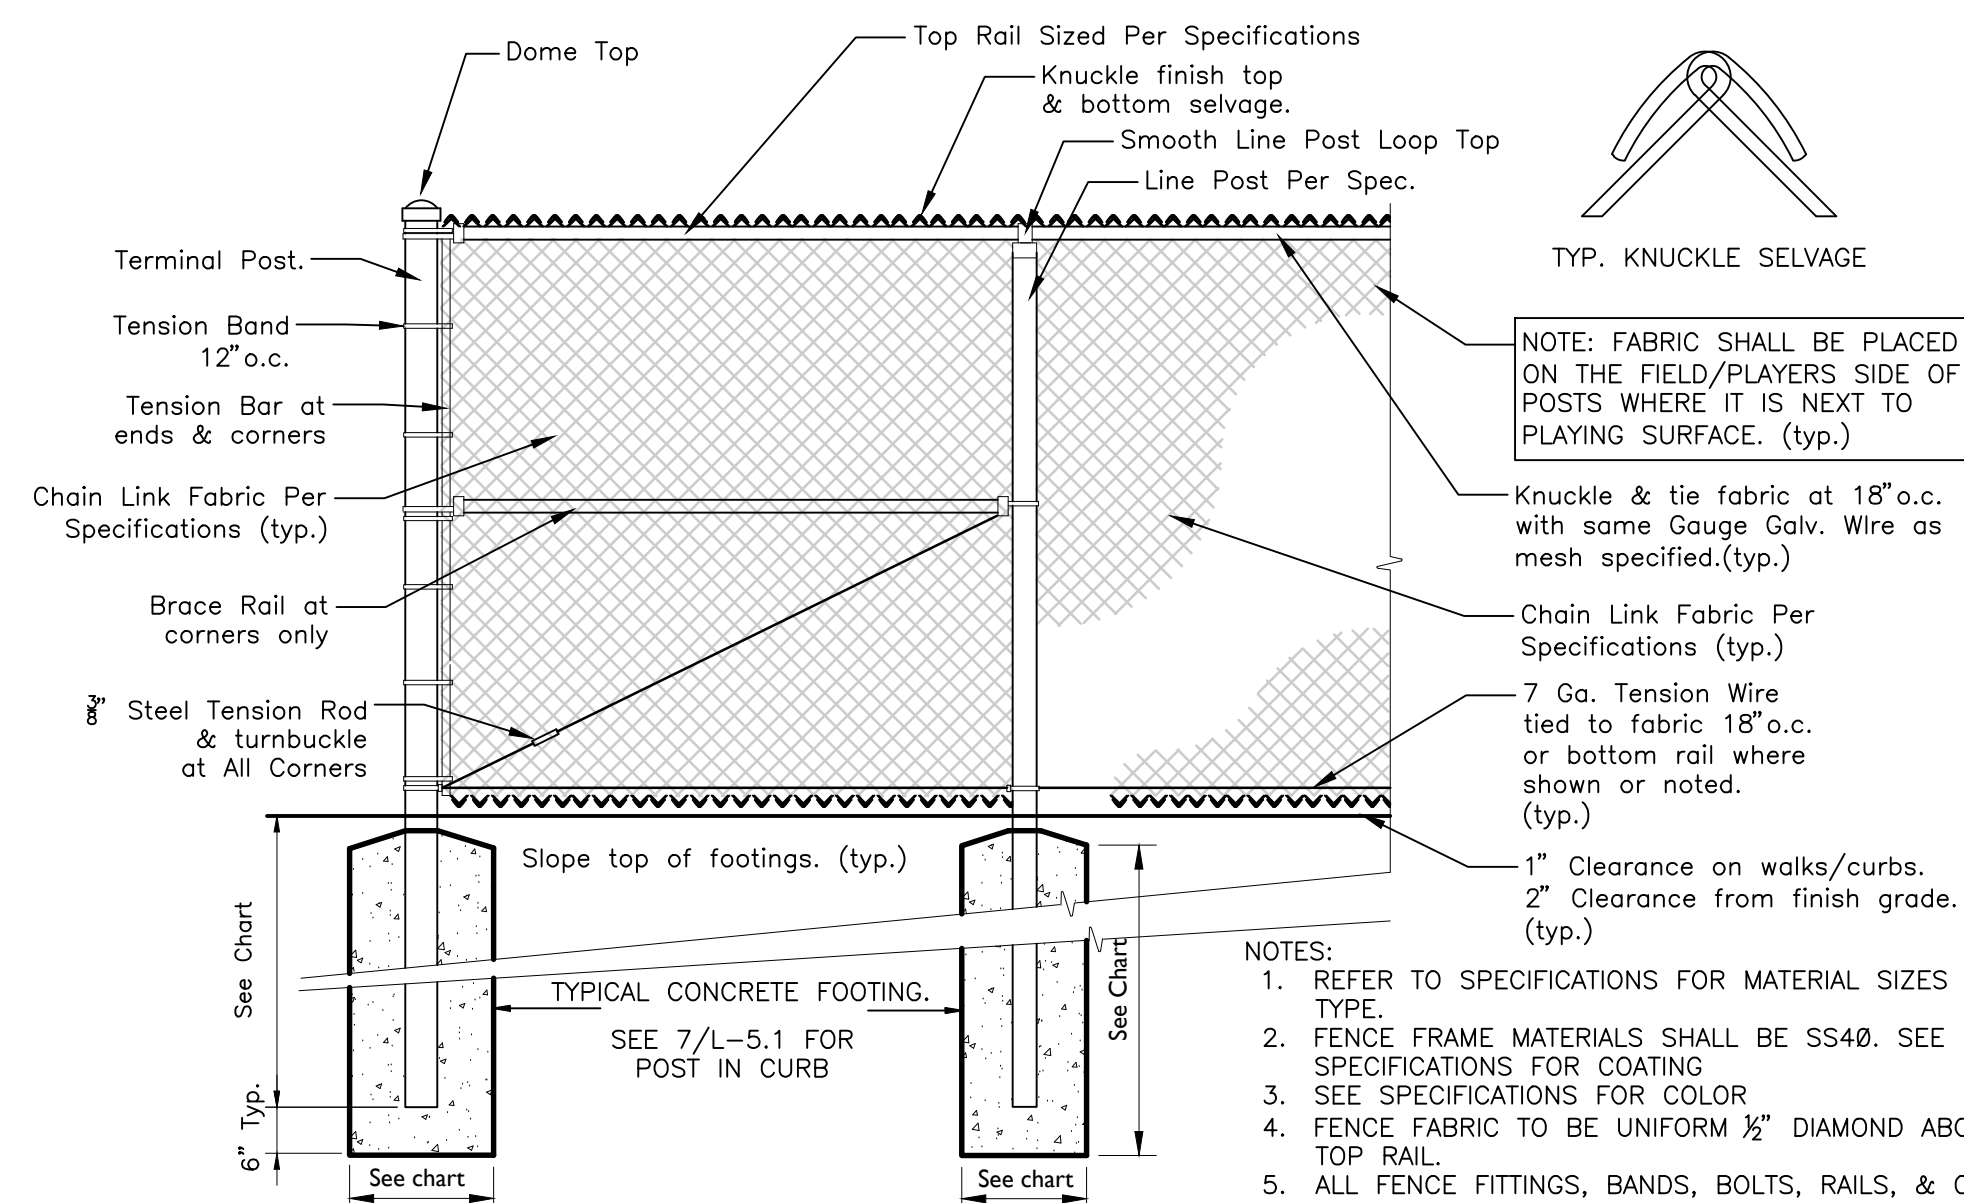 Dome Top
Top Rail Sized Per Specifications
Knuckle finish top
& bottom selvage.
Smooth Line Post Loop Top
Line Post Per Spec.
TYP. KNUCKLE SELVAGE
Terminal Post.
Tension Band
12"o.c.
Tension Bar at
ends & corners
Chain Link Fabric Per
Specifications (typ.)
Brace Rail at
corners only
3/8" Steel Tension Rod
& turnbuckle
at All Corners
NOTE: FABRIC SHALL BE PLACED
ON THE FIELD/PLAYERS SIDE OF
POSTS WHERE IT IS NEXT TO
PLAYING SURFACE. (typ.)
Knuckle & tie fabric at 18"o.c.
with same Gauge Galv. WIre as
mesh specified.(typ.)
Chain Link Fabric Per
Specifications (typ.)
7 Ga. Tension Wire
tied to fabric 18"o.c.
or bottom rail where
shown or noted.
(typ.)
1" Clearance on walks/curbs.
2" Clearance from finish grade.
(typ.)
Slope top of footings. (typ.)
See Chart
6" Typ.
See chart
TYPICAL CONCRETE FOOTING.
SEE 7/L-5.1 FOR
POST IN CURB
See Chart
See chart
NOTES:
1. REFER TO SPECIFICATIONS FOR MATERIAL SIZES
TYPE.
2. FENCE FRAME MATERIALS SHALL BE SS4Ø. SEE
SPECIFICATIONS FOR COATING
3. SEE SPECIFICATIONS FOR COLOR
4. FENCE FABRIC TO BE UNIFORM ½" DIAMOND
TOP RAIL.
5. ALL FENCE FITTINGS, BANDS, BOLTS, RAILS, &